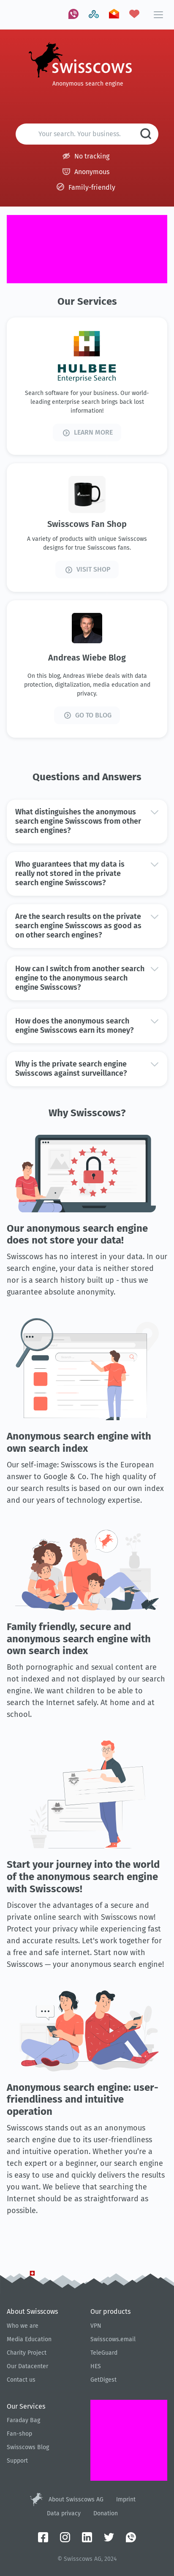 swisscows
Anonymous search engine
Your search. Your business.
No tracking
Anonymous
Family-friendly
Our Services
HULBEE
Enterprise Search
Search software for your business. Our world-
leading enterprise search brings back lost
information!
LEARN MORE
Swisscows Fan Shop
A variety of products with unique Swisscows
designs for true Swisscows fans.
VISIT SHOP
Andreas Wiebe Blog
On this blog, Andreas Wiebe deals with data
protection, digitalization, media education and
privacy.
GO TO BLOG
Questions and Answers
What distinguishes the anonymous
search engine Swisscows from other
search engines?
Who guarantees that my data is
really not stored in the private
search engine Swisscows?
Are the search results on the private
search engine Swisscows as good as
on other search engines?
How can I switch from another search
engine to the anonymous search
engine Swisscows?
How does the anonymous search
engine Swisscows earn its money?
Why is the private search engine
Swisscows against surveillance?
Why Swisscows?
Our anonymous search engine
does not store your data!
Swisscows has no interest in you data. In our
search engine, your data is neither stored
nor is a search history built up - thus we
guarantee absolute anonymity.
Anonymous search engine with
own search index
Our self-image: Swisscows is the European
answer to Google & Co. The high quality of
our search results is based on our own index
and our years of technology expertise.
Family friendly, secure and
anonymous search engine with
own search index
Both pornographic and sexual content are
not indexed and not displayed by our search
engine. We want children to be able to
search the Internet safely. At home and at
school.
Start your journey into the world
of the anonymous search engine
with Swisscows!
Discover the advantages of a secure and
private online search with Swisscows now!
Protect your privacy while experiencing fast
and accurate results. Let's work together for
a free and safe internet. Start now with
Swisscows — your anonymous search engine!
Anonymous search engine: user-
friendliness and intuitive
operation
Swisscows stands out as an anonymous
search engine due to its user-friendliness
and intuitive operation. Whether you're a
tech expert or a beginner, our search engine
is easy to use and quickly delivers the results
you want. We believe that searching the
Internet should be as straightforward as
possible.
About Swisscows
Who we are
Media Education
Charity Project
Our Datacenter
Contact us
Our products
VPN
Swisscows.email
TeleGuard
HES
GetDigest
Our Services
Faraday Bag
Fan-shop
Swisscows Blog
Support
About Swisscows AG
Imprint
Data privacy
Donation
© Swisscows AG, 2024